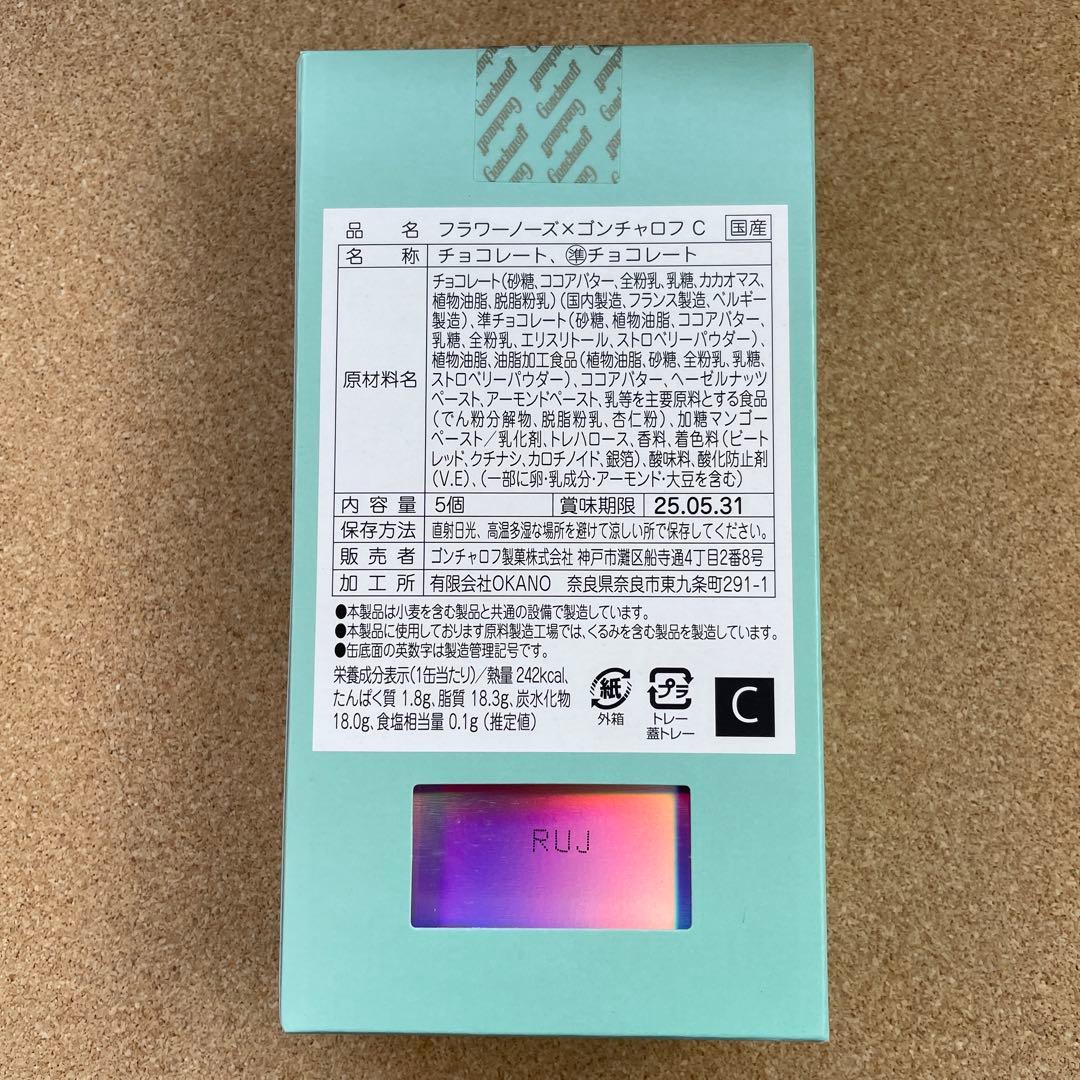 Goncharoff
品名 フラワーノーズ×ゴンチャロフ C 国産
名称 チョコレート、準チョコレート
原材料名
チョコレート(砂糖、ココアバター、全粉乳、乳糖、カカオマス、
植物油脂、脱脂粉乳)(国内製造、フランス製造、ベルギー
製造)、準チョコレート(砂糖、植物油脂、ココアバター、
乳糖、全粉乳、エリスリトール、ストロベリーパウダー)、
植物油脂、油脂加工食品(植物油脂、砂糖、全粉乳、乳糖、
ストロベリーパウダー)、ココアバター、ヘーゼルナッツ
ペースト、アーモンドペースト、乳等を主要原料とする食品
(でん粉分解物、脱脂粉乳、杏仁粉)、加糖マンゴー
ペースト/乳化剤、トレハロース、香料、着色料(ビート
レッド、クチナシ、カロチノイド、銀箔)、酸味料、酸化防止剤
(V.E)、(一部に卵・乳成分・アーモンド・大豆を含む)
内容量 5個 賞味期限 25.05.31
保存方法 直射日光、高温多湿な場所を避けて涼しい所で保存してください。
販売者 ゴンチャロフ製菓株式会社 神戸市灘区船寺通4丁目2番8号
加工所 有限会社OKANO 奈良県奈良市東九条町291-1
●本製品は小麦を含む製品と共通の設備で製造しています。
●本製品に使用しております原料製造工場では、くるみを含む製品を製造しています。
●缶底面の英数字は製造管理記号です。
栄養成分表示(1缶当たり)/熱量 242kcal、
たんぱく質 1.8g、脂質 18.3g、炭水化物
18.0g、食塩相当量 0.1g (推定値)
紙
外箱
プラ
トレー
蓋トレー
C
RUJ